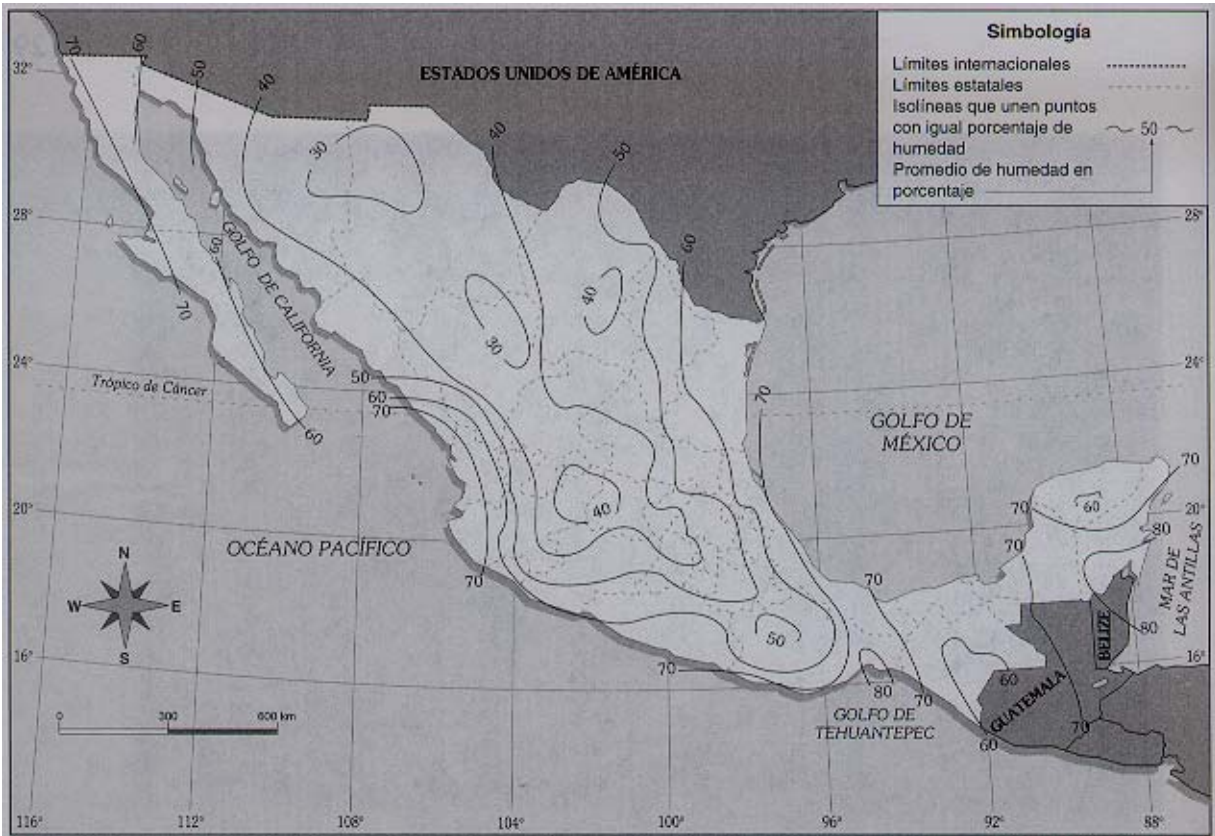 Simbología
Límites internacionales
Límites estatales
Isolíneas que unen puntos
con igual porcentaje de
humedad
50
Promedio de humedad en
porcentaje
ESTADOS UNIDOS DE AMÉRICA
70
60
50
40
30
40
50
60
32°
28°
28°
GOLFO DE CALIFORNIA
60
70
40
30
24°
24°
Trópico de Cáncer
50
60
70
60
70
GOLFO DE
MÉXICO
40
70
60
70
20°
20°
80
OCÉANO PACÍFICO
70
70
70
MAR DE
LAS ANTILLAS
N
W
E
S
50
BELIZE
80
16°
16°
70
80
70
60
GOLFO DE
TEHUANTEPEC
GUATEMALA
60
70
0
300
600 km
116°
112°
108°
104°
100°
96°
92°
88°